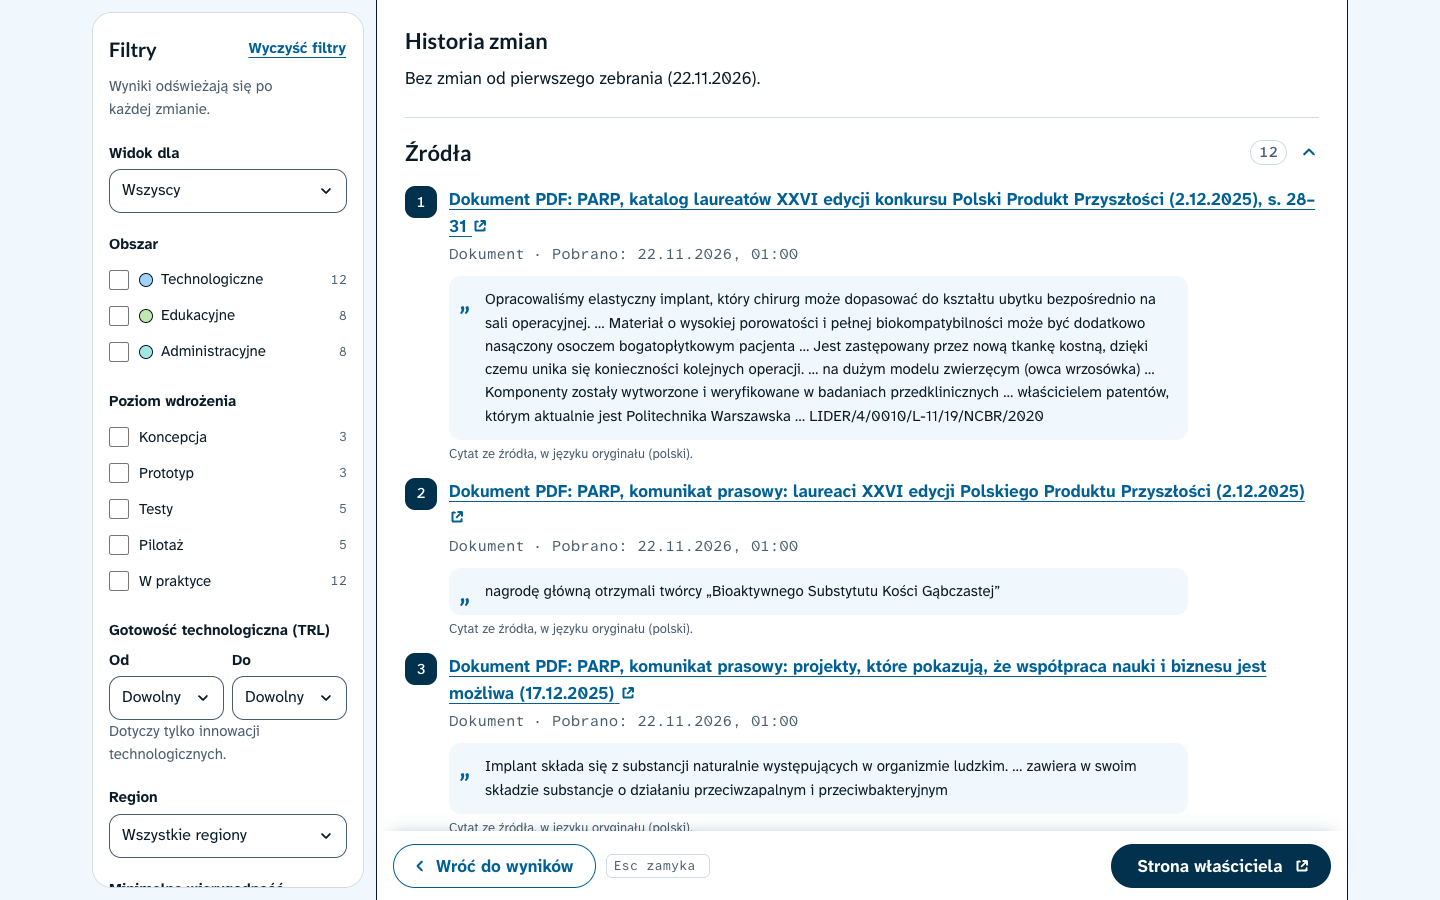 Filtry
Wyczyść filtry
Wyniki odświeżają się po
każdej zmianie.
Widok dla
Wszyscy
Obszar
Technologiczne 12
Edukacyjne 8
Administracyjne 8
Poziom wdrożenia
Koncepcja 3
Prototyp 3
Testy 5
Pilotaż 5
W praktyce 12
Gotowość technologiczna (TRL)
Od Do
Dowolny Dowolny
Dotyczy tylko innowacji
technologicznych.
Region
Wszystkie regiony
Historia zmian
Bez zmian od pierwszego zebrania (22.11.2026).
Źródła 12
1
Dokument PDF: PARP, katalog laureatów XXVI edycji konkursu Polski Produkt Przyszłości (2.12.2025), s. 28–
31
Dokument · Pobrano: 22.11.2026, 01:00
„ Opracowaliśmy elastyczny implant, który chirurg może dopasować do kształtu ubytku bezpośrednio na
sali operacyjnej. … Materiał o wysokiej porowatości i pełnej biokompatybilności może być dodatkowo
nasączony osoczem bogatopłytkowym pacjenta … Jest zastępowany przez nową tkankę kostną, dzięki
czemu unika się konieczności kolejnych operacji. … na dużym modelu zwierzęcym (owca wrzosówka) …
Komponenty zostały wytworzone i weryfikowane w badaniach przedklinicznych … właścicielem patentów,
którym aktualnie jest Politechnika Warszawska … LIDER/4/0010/L-11/19/NCBR/2020
Cytat ze źródła, w języku oryginału (polski).
2
Dokument PDF: PARP, komunikat prasowy: laureaci XXVI edycji Polskiego Produktu Przyszłości (2.12.2025)
Dokument · Pobrano: 22.11.2026, 01:00
„ nagrodę główną otrzymali twórcy „Bioaktywnego Substytutu Kości Gąbczastej”
Cytat ze źródła, w języku oryginału (polski).
3
Dokument PDF: PARP, komunikat prasowy: projekty, które pokazują, że współpraca nauki i biznesu jest
możliwa (17.12.2025)
Dokument · Pobrano: 22.11.2026, 01:00
„ Implant składa się z substancji naturalnie występujących w organizmie ludzkim. … zawiera w swoim
składzie substancje o działaniu przeciwzapalnym i przeciwbakteryjnym
Cytat ze źródła, w języku oryginału (polski).
Wróć do wyników
Esc zamyka
Strona właściciela